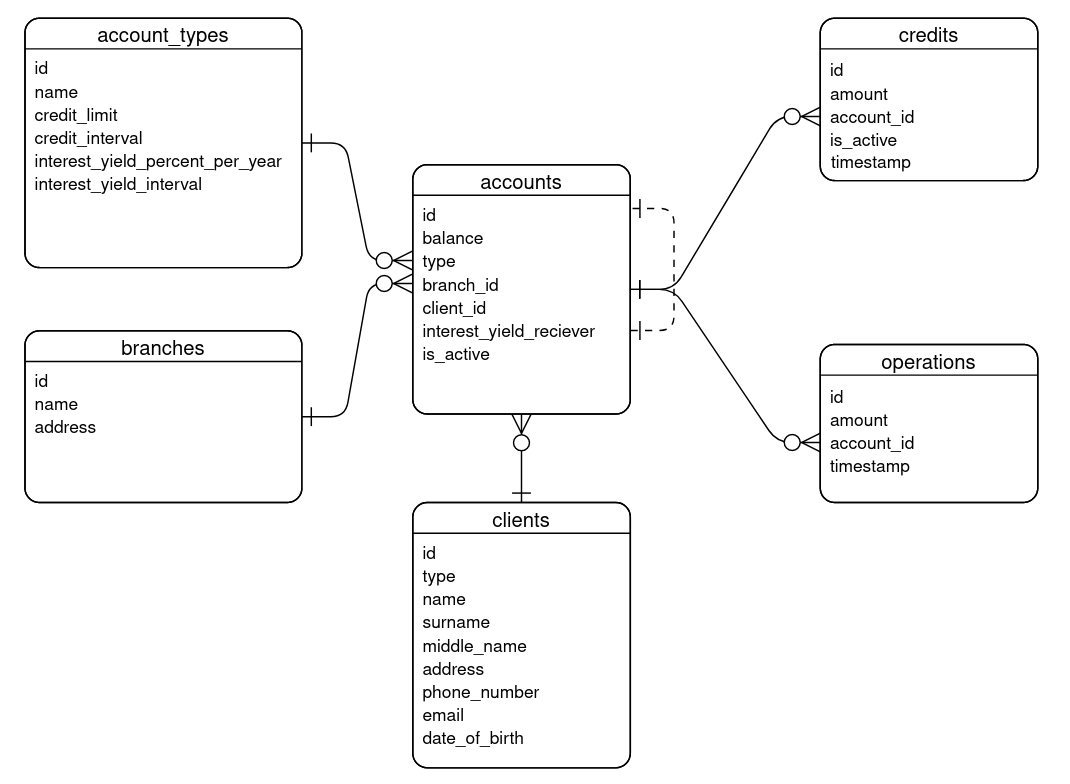 account_types
id
name
credit_limit
credit_interval
interest_yield_percent_per_year
interest_yield_interval
branches
id
name
address
accounts
id
balance
type
branch_id
client_id
interest_yield_reciever
is_active
clients
id
type
name
surname
middle_name
address
phone_number
email
date_of_birth
credits
id
amount
account_id
is_active
timestamp
operations
id
amount
account_id
timestamp